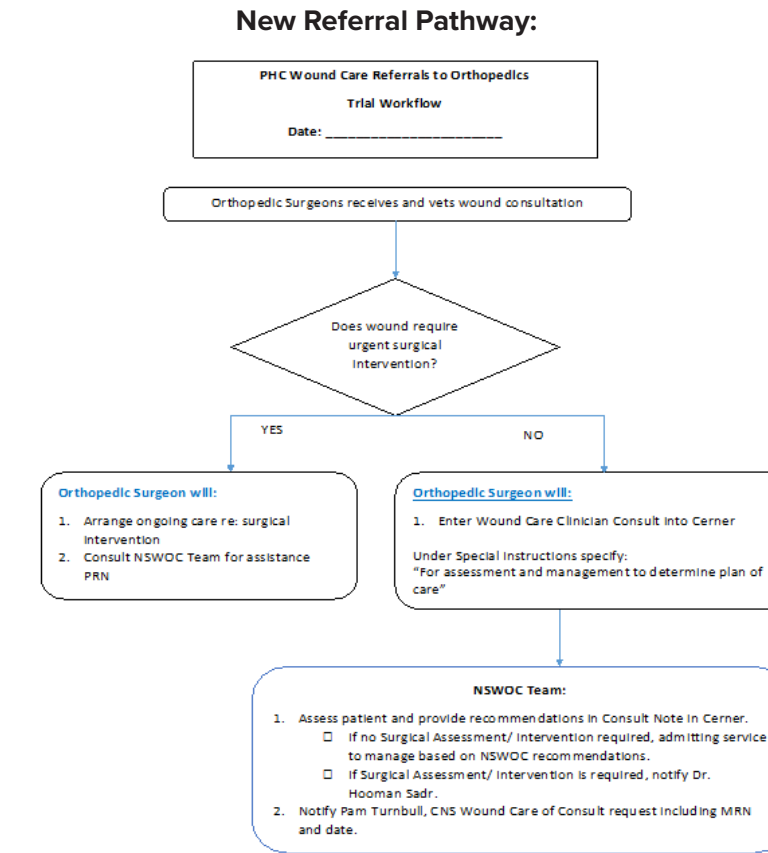 New Referral Pathway:
PHC Wound Care Referrals to Orthopedics
Trial Workflow
Date: ________________________
Orthopedic Surgeons receives and vets wound consultation
Does wound require
urgent surgical
intervention?
YES
NO
Orthopedic Surgeon will:
1. Arrange ongoing care re: surgical
intervention
2. Consult NSWOC Team for assistance
PRN
Orthopedic Surgeon will:
1. Enter Wound Care Clinician Consult into Cerner
Under Special Instructions specify:
“For assessment and management to determine plan of
care”
NSWOC Team:
1. Assess patient and provide recommendations in Consult Note in Cerner.
☐ If no Surgical Assessment/ Intervention required, admitting service
to manage based on NSWOC recommendations.
☐ If Surgical Assessment/ Intervention is required, notify Dr.
Hooman Sadr.
2. Notify Pam Turnbull, CNS Wound Care of Consult request including MRN
and date.